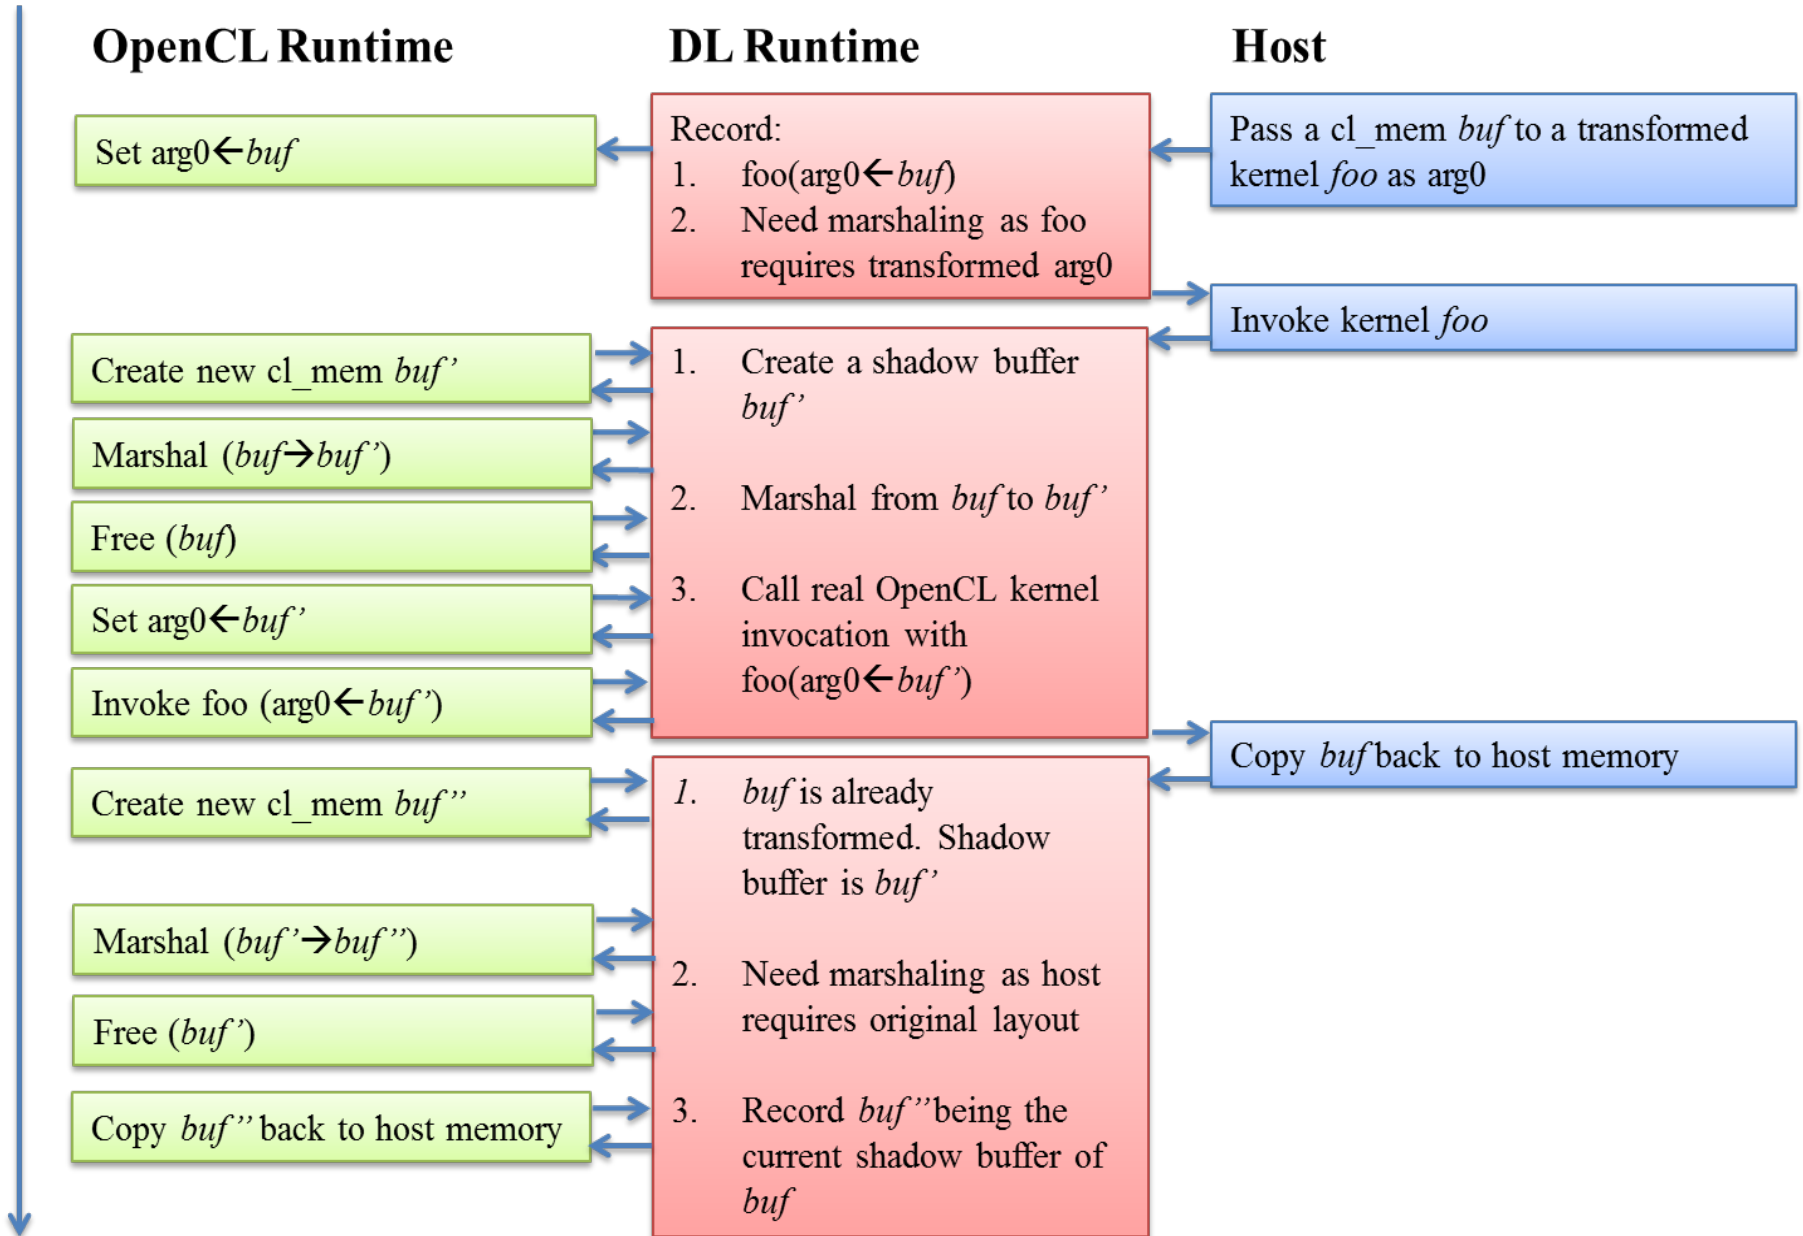 OpenCL Runtime
DL Runtime
Host
Set arg0←buf
Record:
1. foo(arg0←buf)
2. Need marshaling as foo
requires transformed arg0
Pass a cl_mem buf to a transformed
kernel foo as arg0
Invoke kernel foo
Create new cl_mem buf’
Marshal (buf→buf’)
Free (buf)
Set arg0←buf’
Invoke foo (arg0←buf’)
1. Create a shadow buffer
buf’
2. Marshal from buf to buf’
3. Call real OpenCL kernel
invocation with
foo(arg0←buf’)
Copy buf back to host memory
Create new cl_mem buf’’
Marshal (buf’→buf’’)
Free (buf’)
Copy buf’’ back to host memory
1. buf is already
transformed. Shadow
buffer is buf’
2. Need marshaling as host
requires original layout
3. Record buf’’ being the
current shadow buffer of
buf